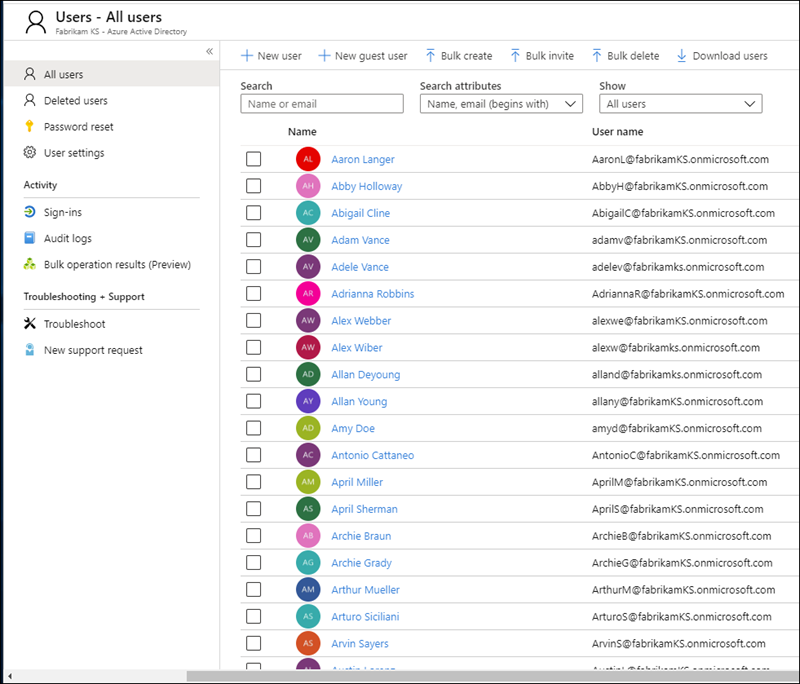 Users - All users
Fabrikam KS - Azure Active Directory
«
All users
Deleted users
Password reset
User settings
Activity
Sign-ins
Audit logs
Bulk operation results (Preview)
Troubleshooting + Support
Troubleshoot
New support request
New user New guest user Bulk create Bulk invite Bulk delete Download users
Search Search attributes Show
Name or email Name, email (begins with) All users
Name User name
AL Aaron Langer AaronL@fabrikamKS.onmicrosoft.com
AH Abby Holloway AbbyH@fabrikamKS.onmicrosoft.com
AC Abigail Cline AbigailC@fabrikamKS.onmicrosoft.com
AV Adam Vance adamv@fabrikamKS.onmicrosoft.com
AV Adele Vance adelev@fabrikamks.onmicrosoft.com
AR Adrianna Robbins AdriannaR@fabrikamKS.onmicrosoft.com
AW Alex Webber alexwe@fabrikamKS.onmicrosoft.com
AW Alex Wiber alexw@fabrikamks.onmicrosoft.com
AD Allan Deyoung alland@fabrikamks.onmicrosoft.com
AY Allan Young allany@fabrikamKS.onmicrosoft.com
AD Amy Doe amyd@fabrikamKS.onmicrosoft.com
AC Antonio Cattaneo AntonioC@fabrikamKS.onmicrosoft.com
AM April Miller AprilM@fabrikamKS.onmicrosoft.com
AS April Sherman AprilS@fabrikamKS.onmicrosoft.com
AB Archie Braun ArchieB@fabrikamKS.onmicrosoft.com
AG Archie Grady ArchieG@fabrikamKS.onmicrosoft.com
AM Arthur Mueller ArthurM@fabrikamKS.onmicrosoft.com
AS Arturo Siciliani ArturoS@fabrikamKS.onmicrosoft.com
AS Arvin Sayers ArvinS@fabrikamKS.onmicrosoft.com